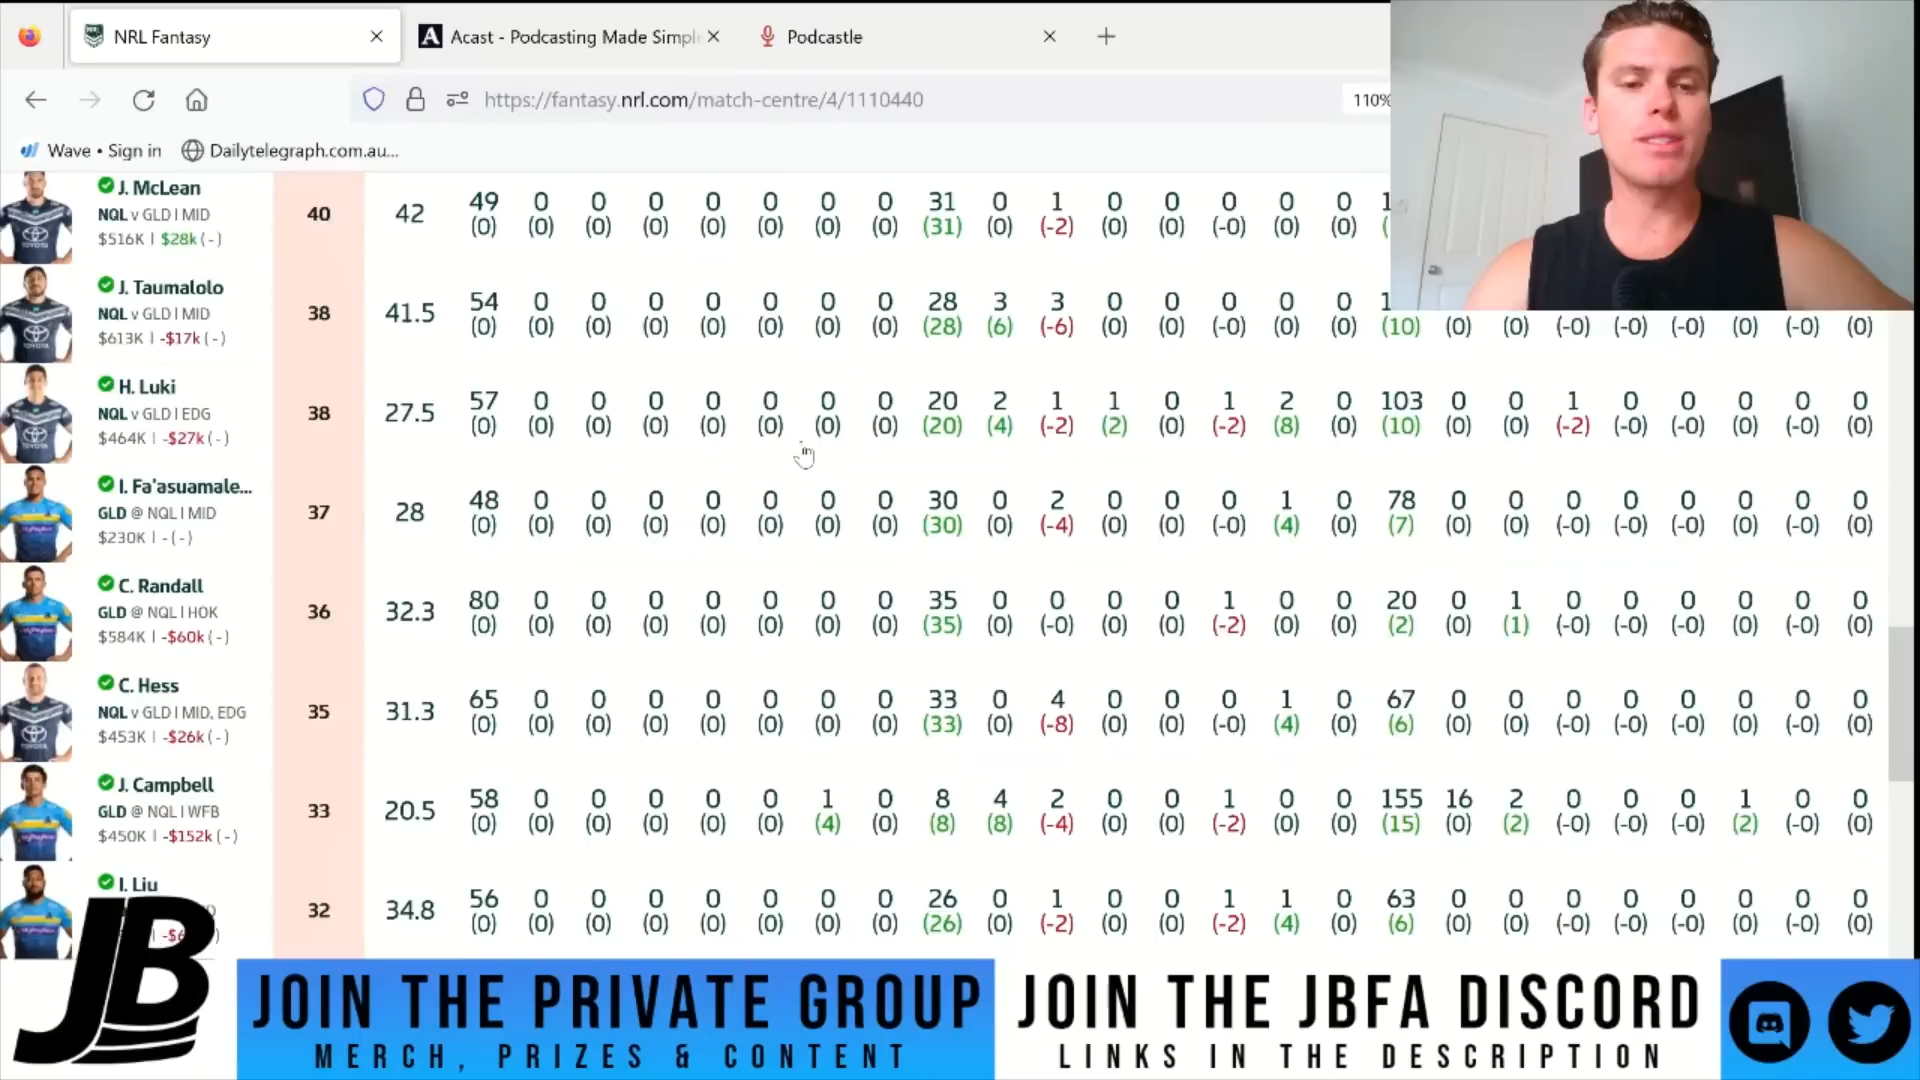 NRL Fantasy
Acast - Podcasting Made Simple
Podcastle
https://fantasy.nrl.com/match-centre/4/1110440
110%
Wave • Sign in
Dailytelegraph.com.au...
J. McLean
NQL v GLD | MID
$516K | $28k (-)
40 42 49 0 0 0 0 0 0 0 31 0 1 0 0 0 0 0
(0) (0) (0) (0) (0) (0) (0) (0) (31) (0) (-2) (0) (0) (-0) (0) (0)
J. Taumalolo
NQL v GLD | MID
$613K | -$17k (-)
38 41.5 54 0 0 0 0 0 0 0 28 3 3 0 0 0 0 0
(0) (0) (0) (0) (0) (0) (0) (0) (28) (6) (-6) (0) (0) (-0) (0) (0) (10) (0) (0) (-0) (-0) (-0) (0) (-0) (0)
H. Luki
NQL v GLD | EDG
$464K | -$27k (-)
38 27.5 57 0 0 0 0 0 0 0 20 2 1 1 0 1 2 0 103 0 0 1 0 0 0 0 0
(0) (0) (0) (0) (0) (0) (0) (0) (20) (4) (-2) (2) (0) (-2) (8) (0) (10) (0) (0) (-2) (-0) (-0) (0) (-0) (0)
I. Fa'asuamale...
GLD @ NQL | MID
$230K | - (-)
37 28 48 0 0 0 0 0 0 0 30 0 2 0 0 0 1 0 78 0 0 0 0 0 0 0 0
(0) (0) (0) (0) (0) (0) (0) (0) (30) (0) (-4) (0) (0) (-0) (4) (0) (7) (0) (0) (-0) (-0) (-0) (0) (-0) (0)
C. Randall
GLD @ NQL | HOK
$584K | -$60k (-)
36 32.3 80 0 0 0 0 0 0 0 35 0 0 0 0 1 0 0 20 0 1 0 0 0 0 0 0
(0) (0) (0) (0) (0) (0) (0) (0) (35) (0) (-0) (0) (0) (-2) (0) (0) (2) (0) (1) (-0) (-0) (-0) (0) (-0) (0)
C. Hess
NQL v GLD | MID, EDG
$453K | -$26k (-)
35 31.3 65 0 0 0 0 0 0 0 33 0 4 0 0 0 1 0 67 0 0 0 0 0 0 0 0
(0) (0) (0) (0) (0) (0) (0) (0) (33) (0) (-8) (0) (0) (-0) (4) (0) (6) (0) (0) (-0) (-0) (-0) (0) (-0) (0)
J. Campbell
GLD @ NQL | WFB
$450K | -$152k (-)
33 20.5 58 0 0 0 0 0 1 0 8 4 2 0 0 1 0 0 155 16 2 0 0 0 1 0 0
(0) (0) (0) (0) (0) (0) (4) (0) (8) (8) (-4) (0) (0) (-2) (0) (0) (15) (0) (2) (-0) (-0) (-0) (2) (-0) (0)
I. Liu
32 34.8 56 0 0 0 0 0 0 0 26 0 1 0 0 1 1 0 63 0 0 0 0 0 0 0 0
(0) (0) (0) (0) (0) (0) (0) (0) (26) (0) (-2) (0) (0) (-2) (4) (0) (6) (0) (0) (-0) (-0) (-0) (0) (-0) (0)
JB
JOIN THE PRIVATE GROUP
MERCH, PRIZES & CONTENT
JOIN THE JBFA DISCORD
LINKS IN THE DESCRIPTION